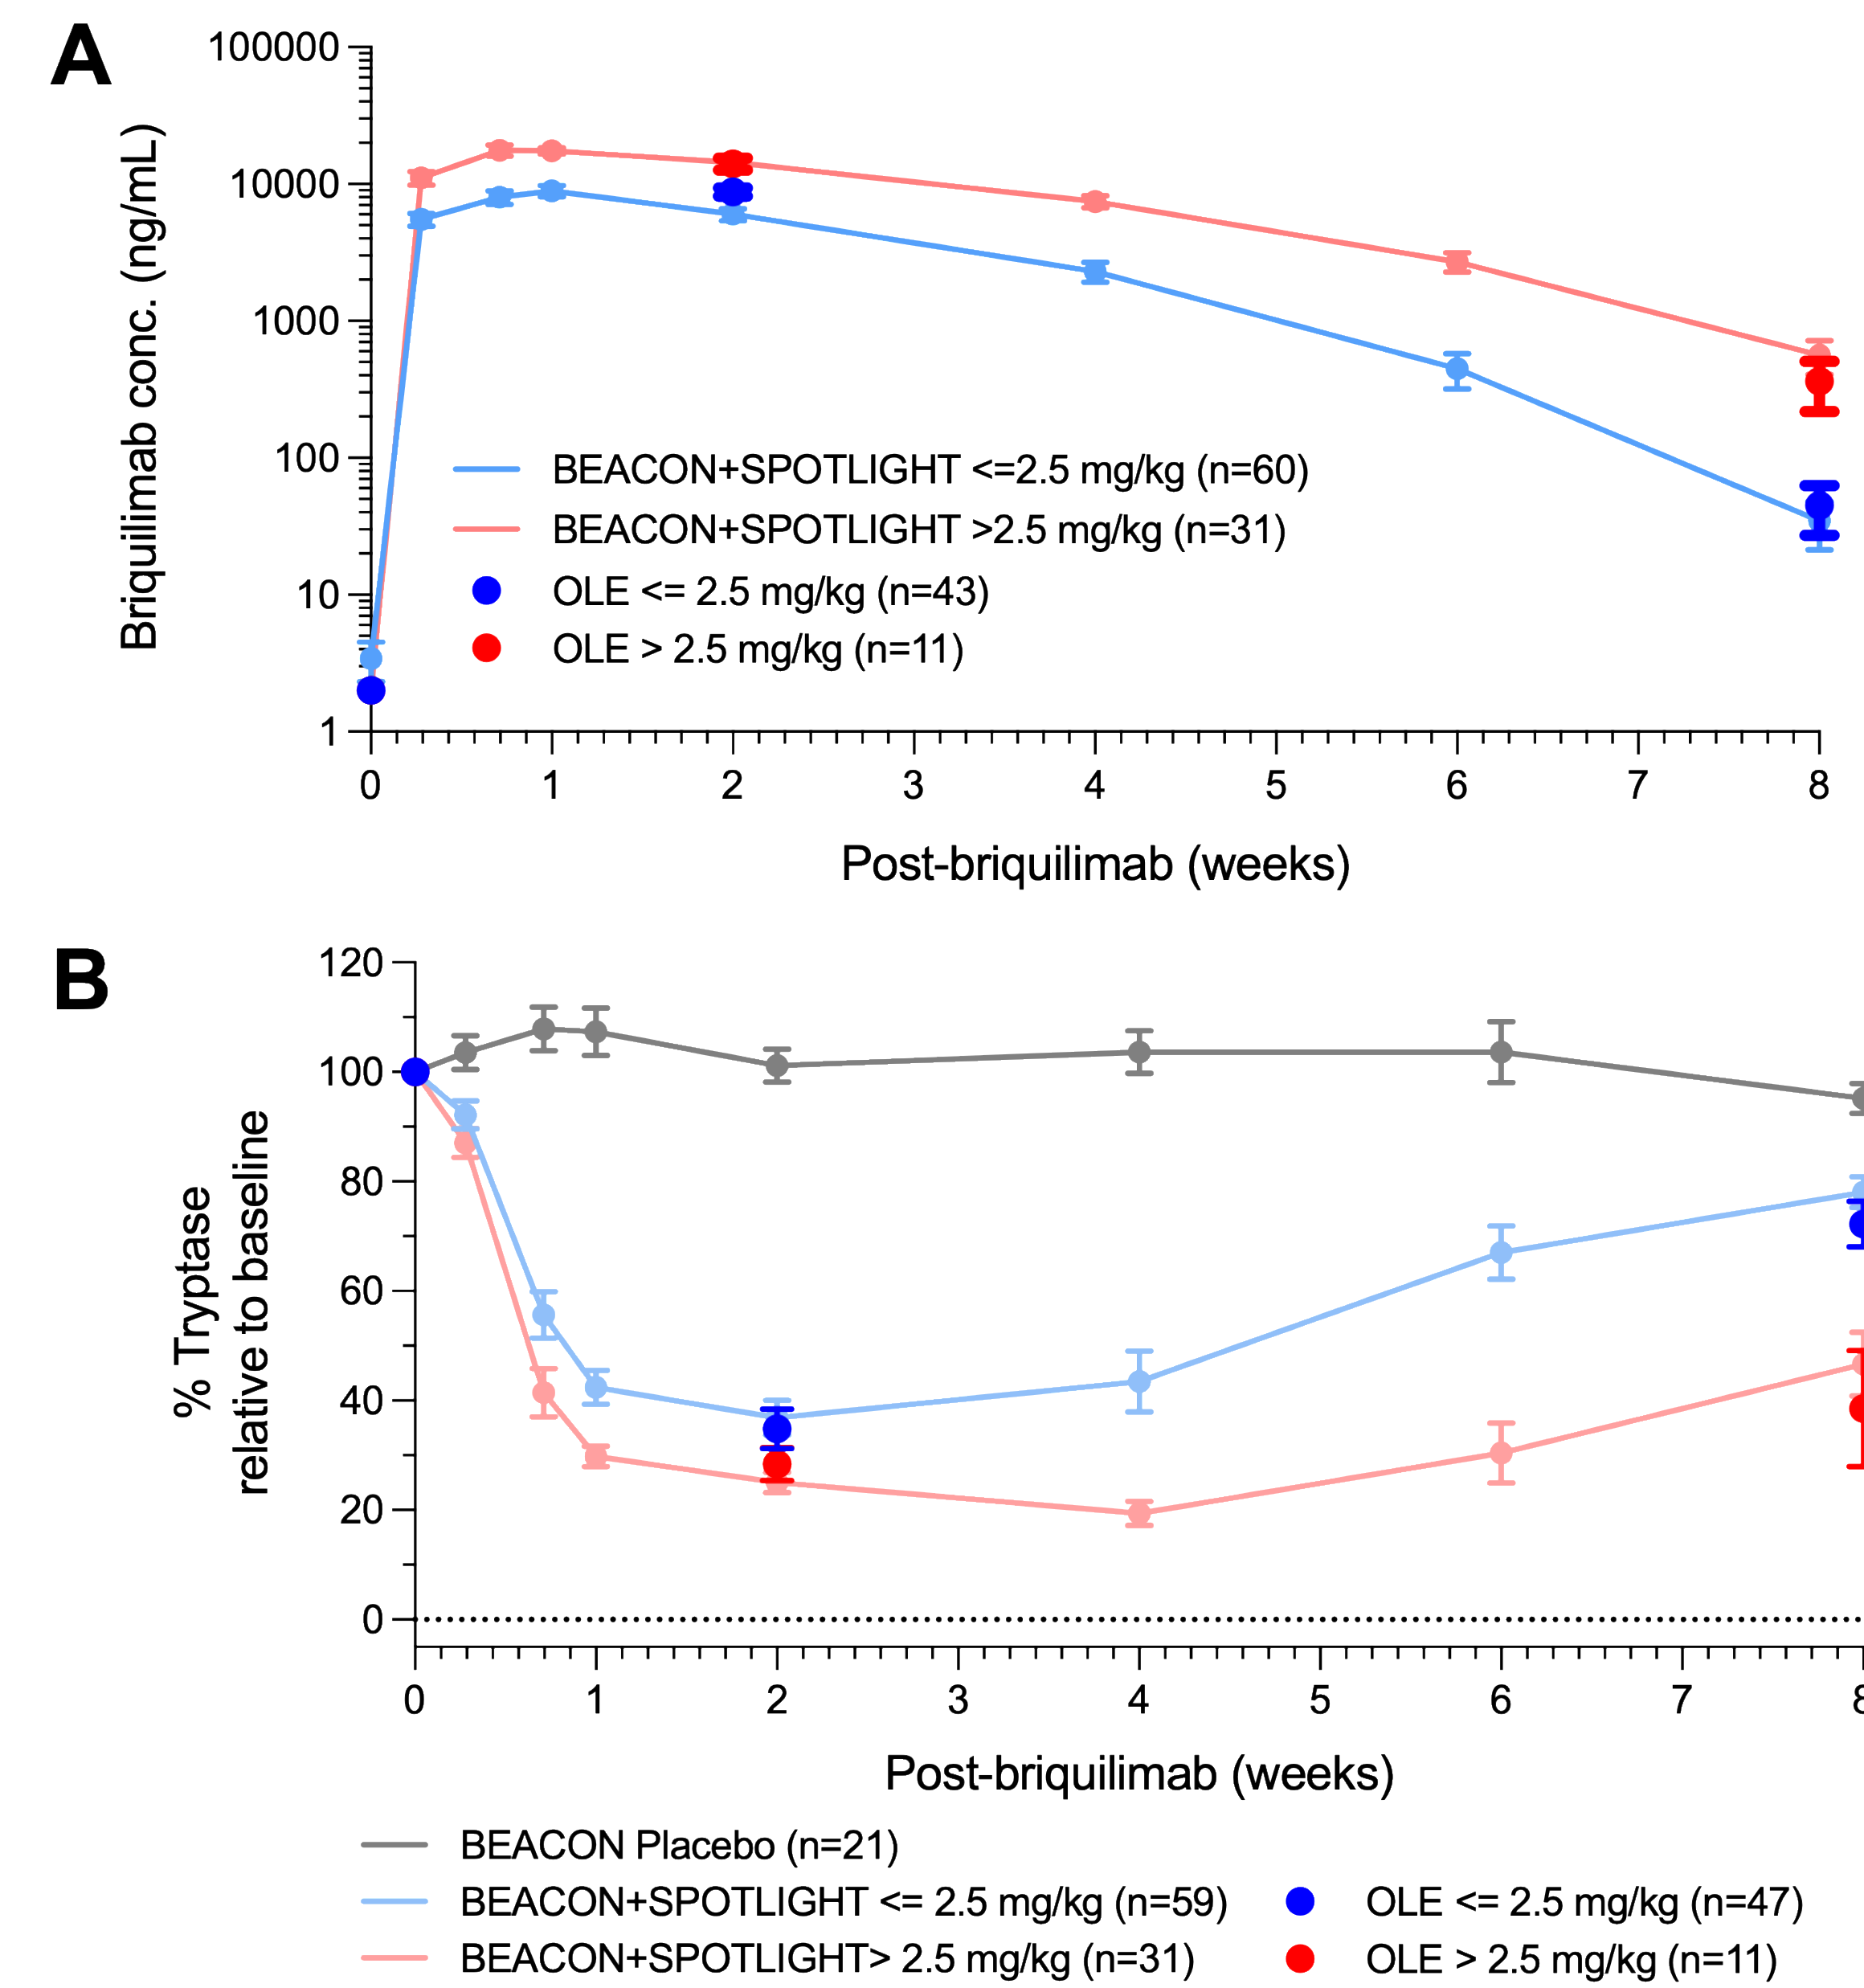 A
100000
10000
1000
100
10
1
Briquilimab conc. (ng/mL)
BEACON+SPOTLIGHT <=2.5 mg/kg (n=60)
BEACON+SPOTLIGHT >2.5 mg/kg (n=31)
OLE <= 2.5 mg/kg (n=43)
OLE > 2.5 mg/kg (n=11)
0 1 2 3 4 5 6 7 8
Post-briquilimab (weeks)
B
120
100
80
60
40
20
0
% Tryptase
relative to baseline
0 1 2 3 4 5 6 7 8
Post-briquilimab (weeks)
BEACON Placebo (n=21)
BEACON+SPOTLIGHT <= 2.5 mg/kg (n=59) OLE <= 2.5 mg/kg (n=47)
BEACON+SPOTLIGHT> 2.5 mg/kg (n=31) OLE > 2.5 mg/kg (n=11)